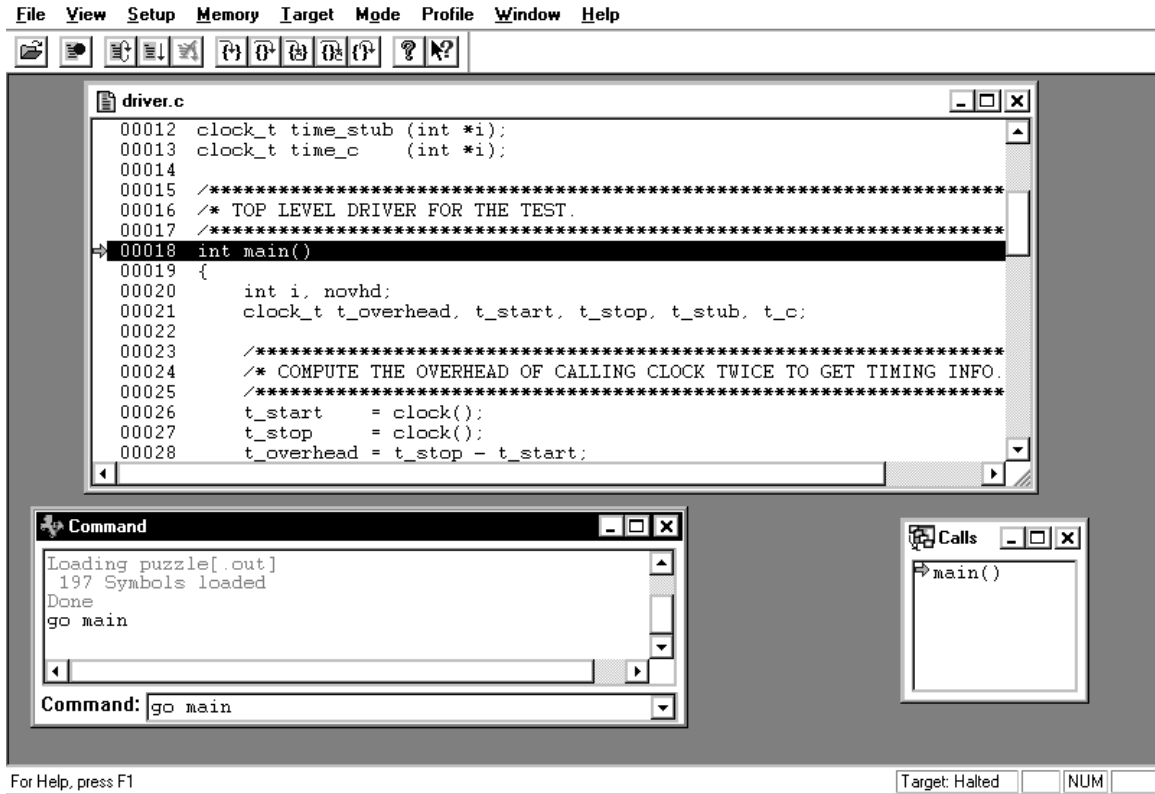 File View Setup Memory Target Mode Profile Window Help
driver.c
00012 clock_t time_stub (int *i);
00013 clock_t time_c    (int *i);
00014
00015 /*********************************************************************
00016 /* TOP LEVEL DRIVER FOR THE TEST.
00017 /*********************************************************************
00018 int main()
00019 {
00020     int i, novhd;
00021     clock_t t_overhead, t_start, t_stop, t_stub, t_c;
00022
00023     /*****************************************************************
00024     /* COMPUTE THE OVERHEAD OF CALLING CLOCK TWICE TO GET TIMING INFO.
00025     /*****************************************************************
00026     t_start    = clock();
00027     t_stop     = clock();
00028     t_overhead = t_stop - t_start;
Command
Loading puzzle[.out]
197 Symbols loaded
Done
go main
Command: go main
Calls
main()
For Help, press F1
Target: Halted
NUM